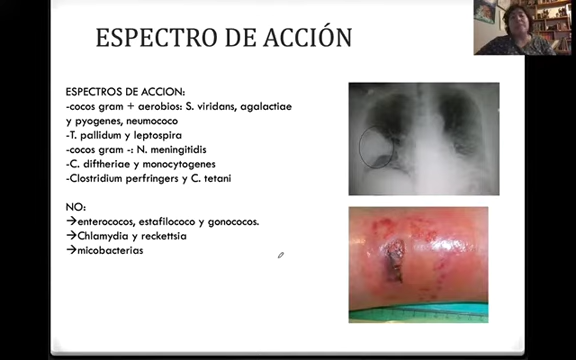 ESPECTRO DE ACCIÓN
ESPECTROS DE ACCION:
-cocos gram + aerobios: S. viridans, agalactiae
y pyogenes, neumococo
-T. pallidum y leptospira
-cocos gram -: N. meningitidis
-C. diftheriae y monocytogenes
-Clostridium perfringers y C. tetani
NO:
→enterococos, estafilococo y gonococos.
→Chlamydia y reckettsia
→micobacterias